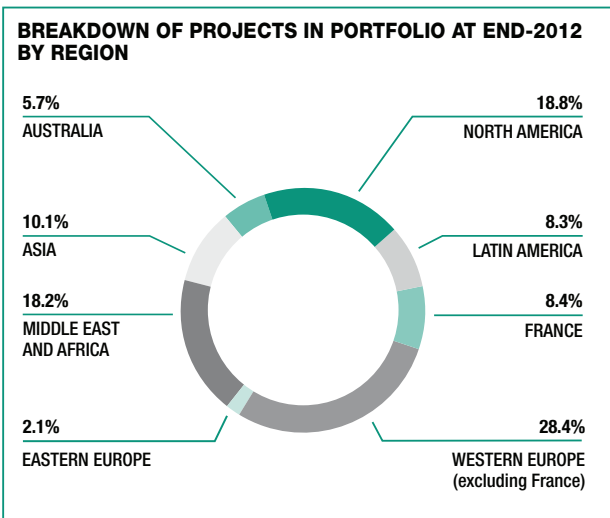 BREAKDOWN OF PROJECTS IN PORTFOLIO AT END-2012
BY REGION
5.7%
AUSTRALIA
18.8%
NORTH AMERICA
10.1%
ASIA
8.3%
LATIN AMERICA
18.2%
MIDDLE EAST
AND AFRICA
8.4%
FRANCE
2.1%
EASTERN EUROPE
28.4%
WESTERN EUROPE
(excluding France)